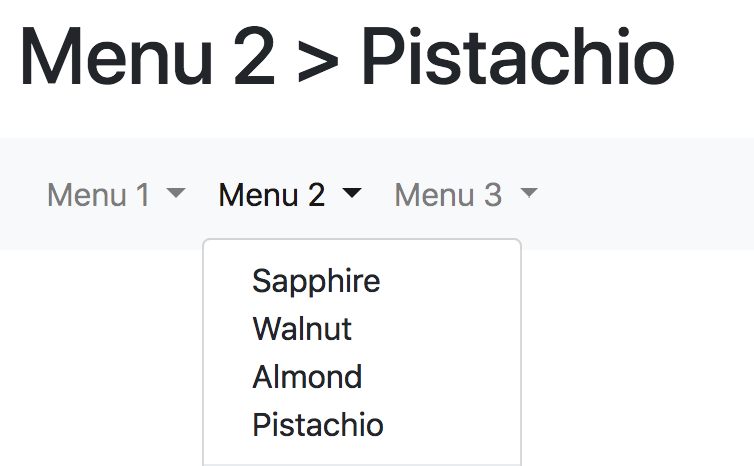 Menu 2 > Pistachio
Menu 1 Menu 2 Menu 3
Sapphire
Walnut
Almond
Pistachio